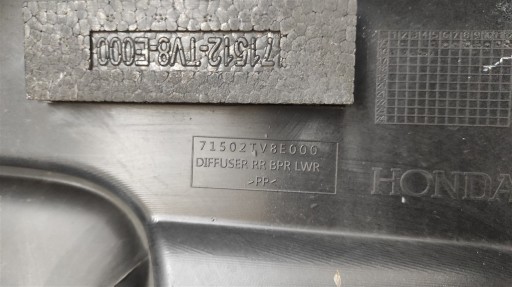 71512-TV8-E000
71502TV8E000
DIFFUSER RR BPR LWR
>PP<
HONDA